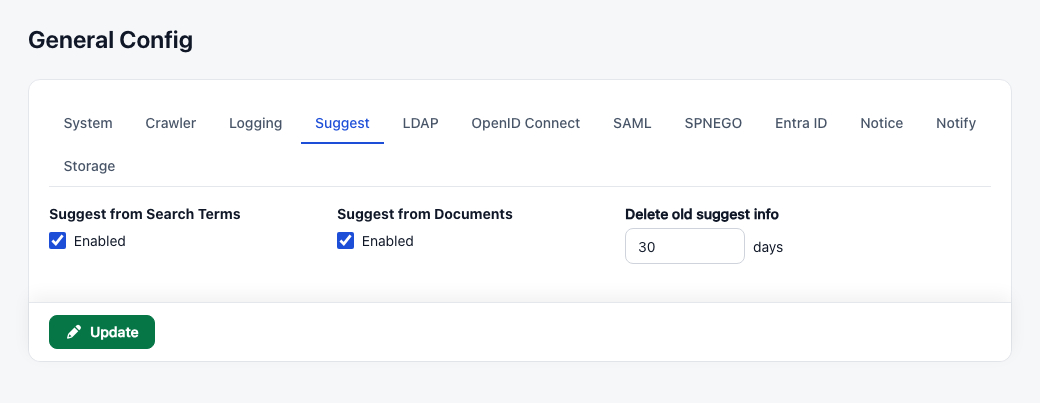 General Config
System Crawler Logging Suggest LDAP OpenID Connect SAML SPNEGO Entra ID Notice Notify
Storage
Suggest from Search Terms Suggest from Documents Delete old suggest info
Enabled Enabled 30 days
Update